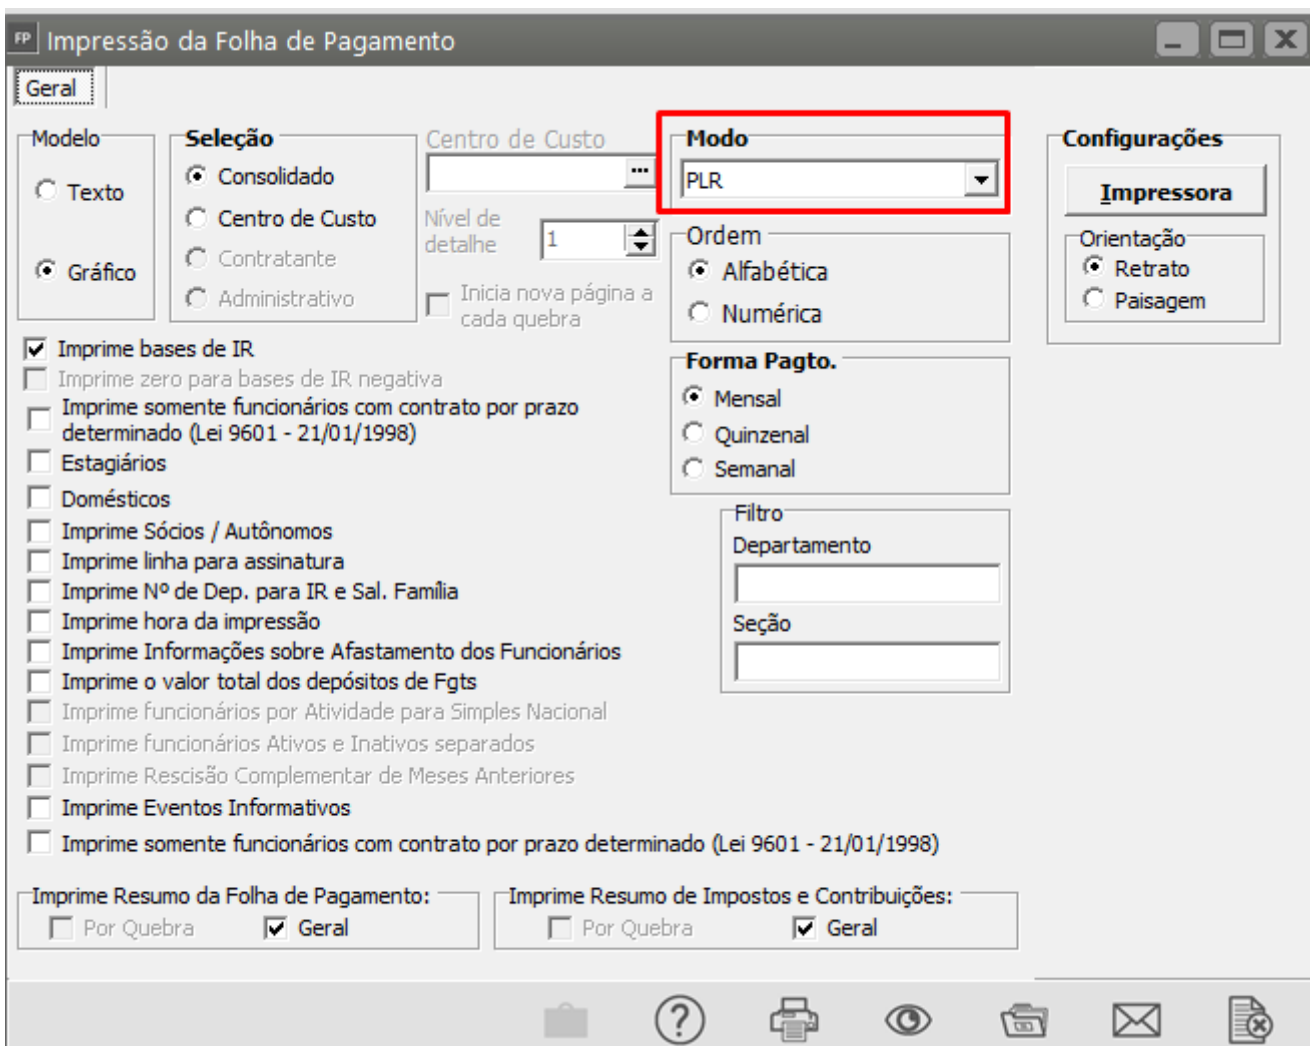 FP Impressão da Folha de Pagamento
Geral
Modelo
Texto
Gráfico
Seleção
Consolidado
Centro de Custo
Contratante
Administrativo
Centro de Custo
...
Nível de
detalhe
1
Inicia nova página a
cada quebra
Modo
PLR
Ordem
Alfabética
Numérica
Forma Pagto.
Mensal
Quinzenal
Semanal
Filtro
Departamento
Seção
Configurações
Impressora
Orientação
Retrato
Paisagem
Imprime bases de IR
Imprime zero para bases de IR negativa
Imprime somente funcionários com contrato por prazo
determinado (Lei 9601 - 21/01/1998)
Estagiários
Domésticos
Imprime Sócios / Autônomos
Imprime linha para assinatura
Imprime Nº de Dep. para IR e Sal. Família
Imprime hora da impressão
Imprime Informações sobre Afastamento dos Funcionários
Imprime o valor total dos depósitos de Fgts
Imprime funcionários por Atividade para Simples Nacional
Imprime funcionários Ativos e Inativos separados
Imprime Rescisão Complementar de Meses Anteriores
Imprime Eventos Informativos
Imprime somente funcionários com contrato por prazo determinado (Lei 9601 - 21/01/1998)
Imprime Resumo da Folha de Pagamento:
Por Quebra Geral
Imprime Resumo de Impostos e Contribuições:
Por Quebra Geral